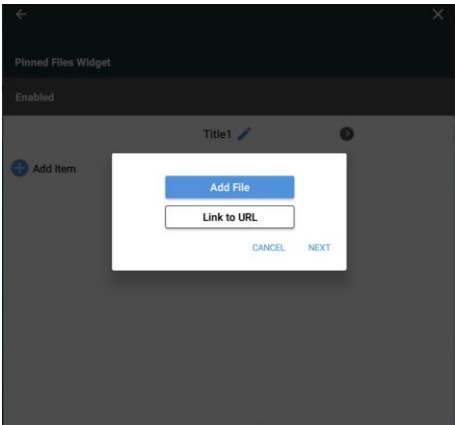 Pinned Files Widget
Enabled
Title1
Add Item
Add File
Link to URL
CANCEL NEXT